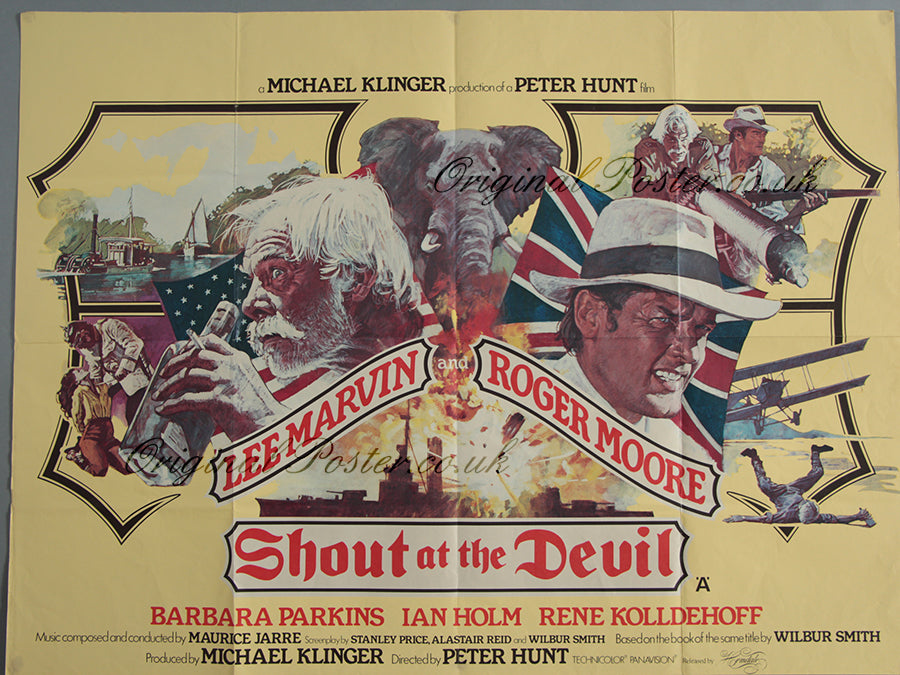 a MICHAEL KLINGER production of a PETER HUNT film
OriginalPoster.co.uk
LEE MARVIN and ROGER MOORE
OriginalPoster.co.uk
Shout at the Devil 'A'
BARBARA PARKINS IAN HOLM RENE KOLLDEHOFF
Music composed and conducted by MAURICE JARRE Screenplay by STANLEY PRICE, ALASTAIR REID and WILBUR SMITH Based on the book of the same title by WILBUR SMITH
Produced by MICHAEL KLINGER Directed by PETER HUNT TECHNICOLOR® PANAVISION® Released by Hemdale